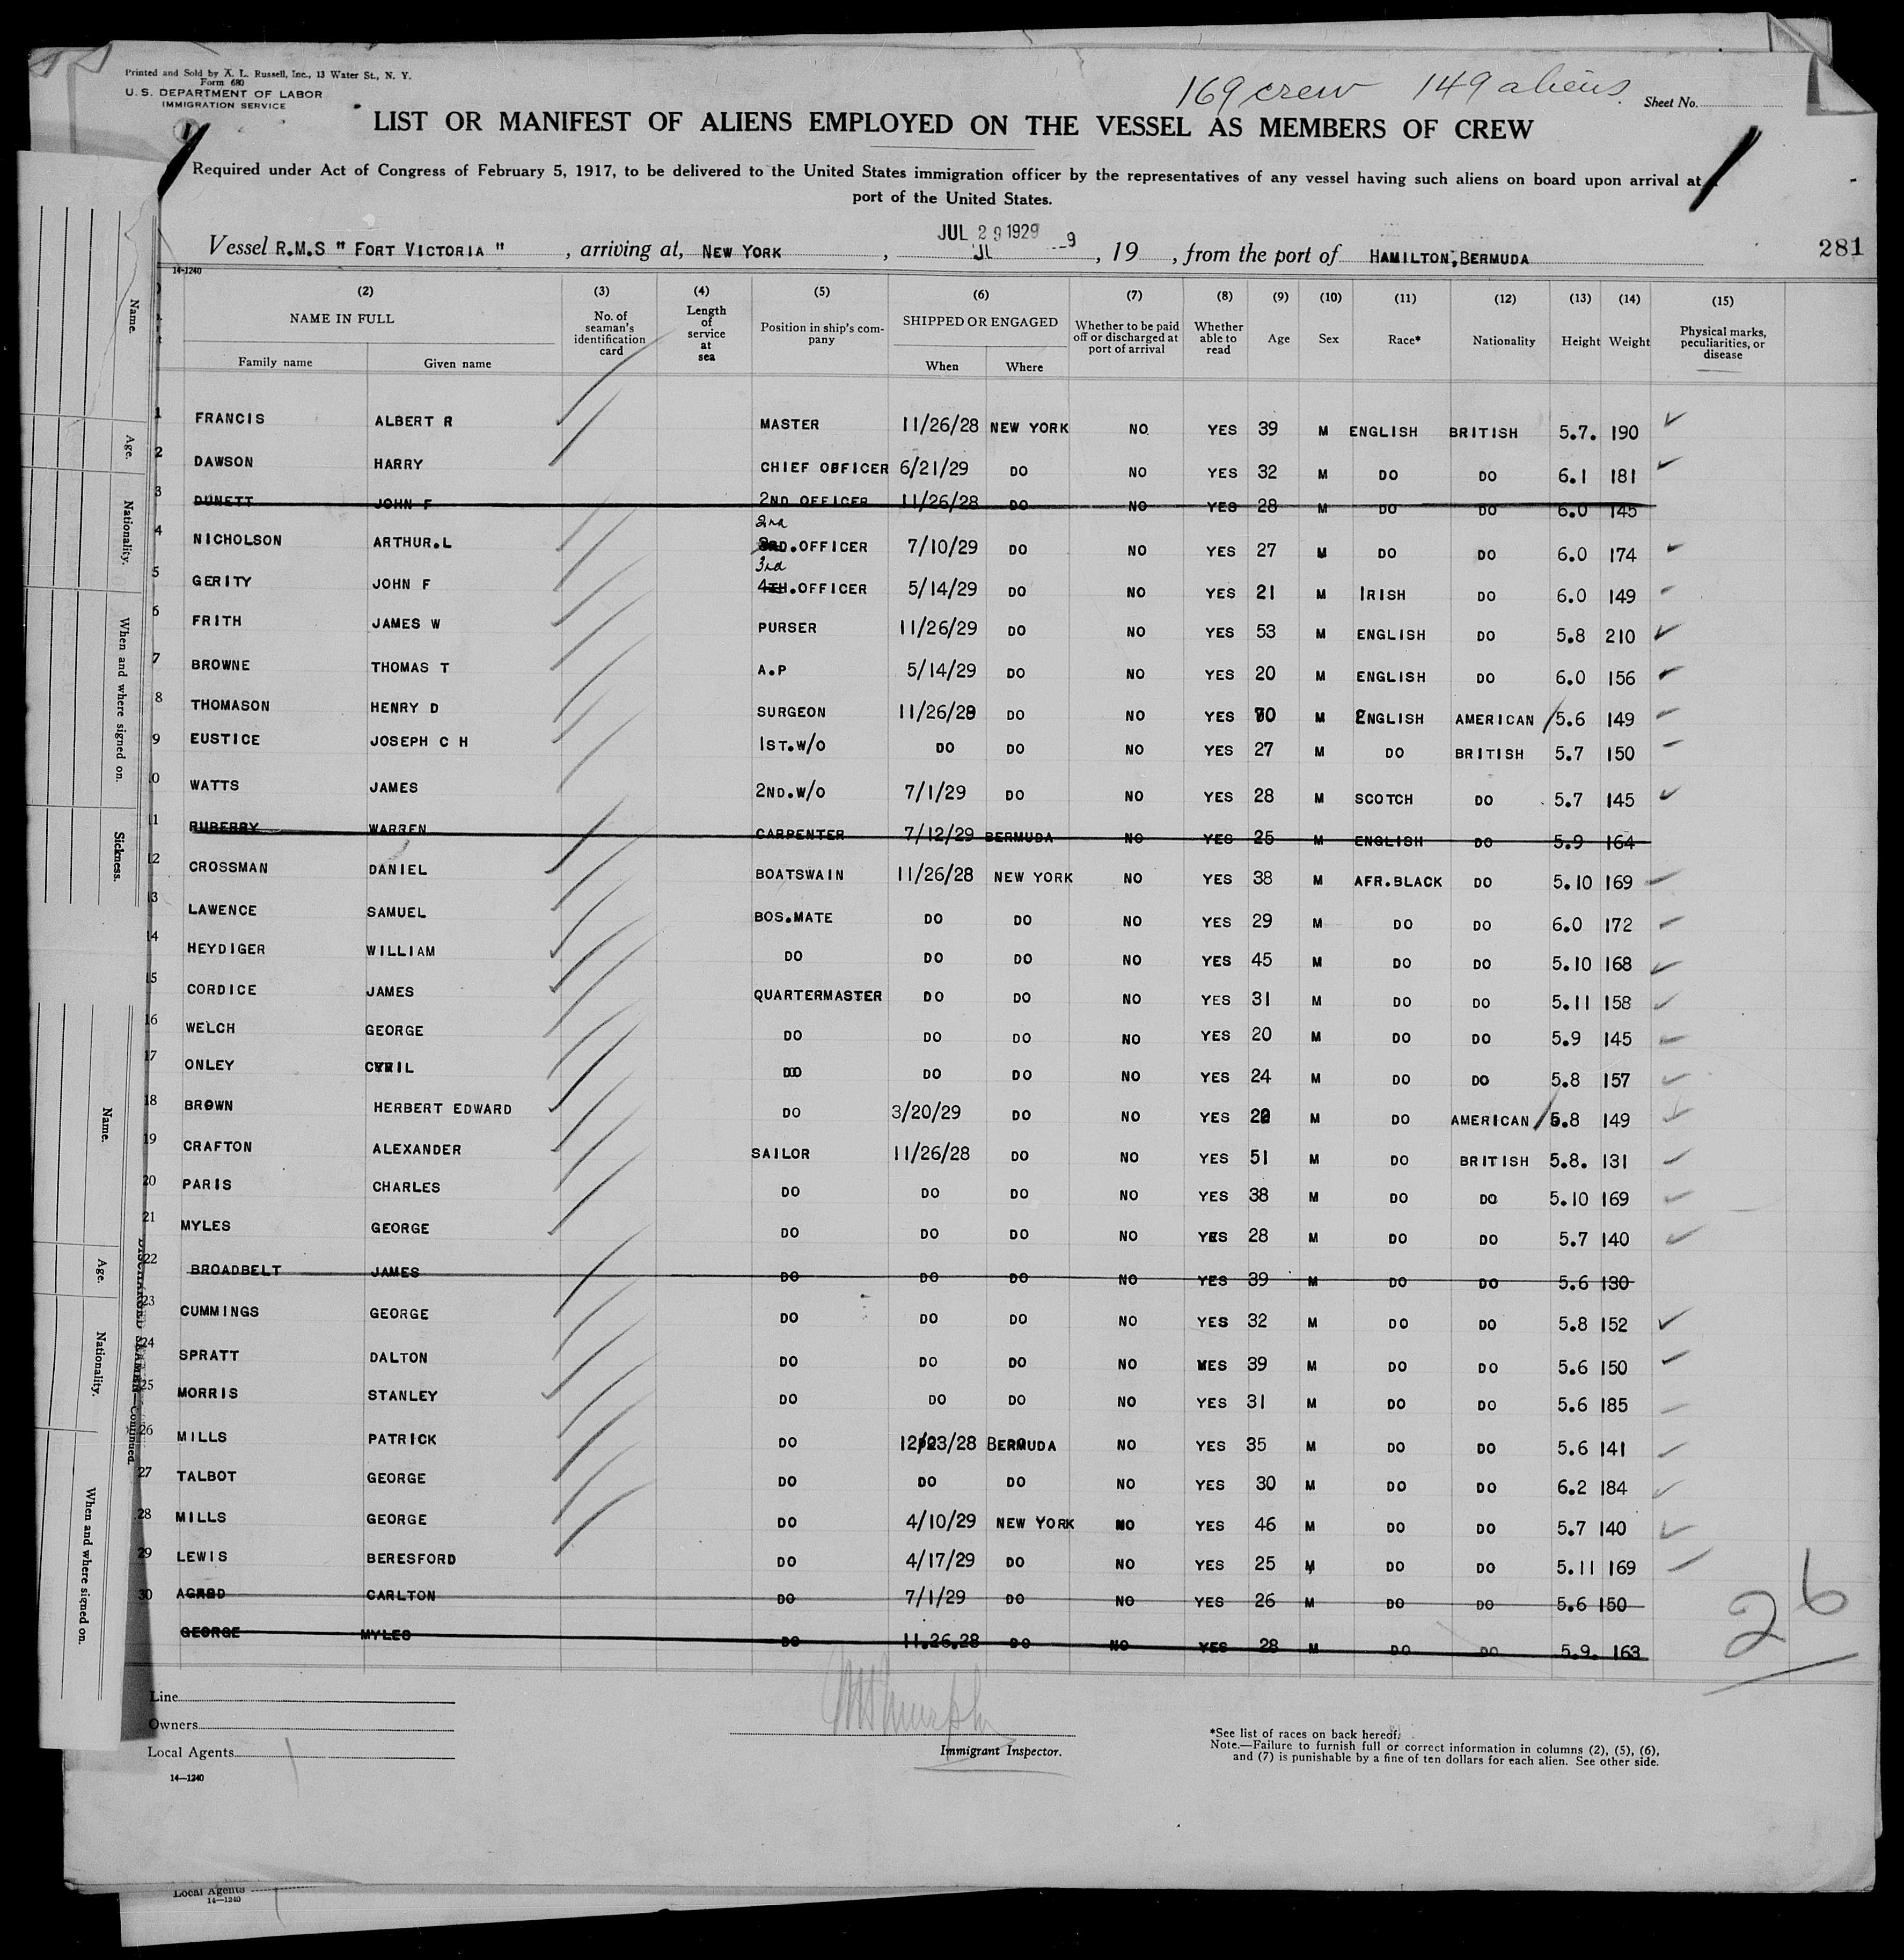 Printed and Sold by A. L. Russell, Inc., 13 Water St., N. Y.
Form 680
U. S. DEPARTMENT OF LABOR
IMMIGRATION SERVICE
169 crew 149 aliens
Sheet No.
LIST OR MANIFEST OF ALIENS EMPLOYED ON THE VESSEL AS MEMBERS OF CREW
Required under Act of Congress of February 5, 1917, to be delivered to the United States immigration officer by the representatives of any vessel having such aliens on board upon arrival at
port of the United States.
JUL 29 1929
Vessel R.M.S " FORT VICTORIA " , arriving at, NEW YORK , , 19 , from the port of HAMILTON, BERMUDA
281
14-1240
(2) (3) (4) (5) (6) (7) (8) (9) (10) (11) (12) (13) (14) (15)
NAME IN FULL No. of seaman's identification card Length of service at sea Position in ship's company SHIPPED OR ENGAGED Whether to be paid off or discharged at port of arrival Whether able to read Age Sex Race* Nationality Height Weight Physical marks, peculiarities, or disease
Family name Given name When Where
1 FRANCIS ALBERT R MASTER 11/26/28 NEW YORK NO YES 39 M ENGLISH BRITISH 5.7. 190
2 DAWSON HARRY CHIEF OFFICER 6/21/29 DO NO YES 32 M DO DO 6.1 181
3 DUNETT JOHN F 2ND OFFICER 11/26/28 DO NO YES 28 M DO DO 6.0 145
2nd
4 NICHOLSON ARTHUR.L 3RD.OFFICER 7/10/29 DO NO YES 27 M DO DO 6.0 174
3rd
5 GERITY JOHN F 4TH.OFFICER 5/14/29 DO NO YES 21 M IRISH DO 6.0 149
6 FRITH JAMES W PURSER 11/26/29 DO NO YES 53 M ENGLISH DO 5.8 210
7 BROWNE THOMAS T A.P 5/14/29 DO NO YES 20 M ENGLISH DO 6.0 156
8 THOMASON HENRY D SURGEON 11/26/28 DO NO YES 70 M ENGLISH AMERICAN 5.6 149
9 EUSTICE JOSEPH C H 1ST.W/O DO DO NO YES 27 M DO BRITISH 5.7 150
10 WATTS JAMES 2ND.W/O 7/1/29 DO NO YES 28 M SCOTCH DO 5.7 145
11 RUBERRY WARREN CARPENTER 7/12/29 BERMUDA NO YES 25 M ENGLISH DO 5.9 164
12 CROSSMAN DANIEL BOATSWAIN 11/26/28 NEW YORK NO YES 38 M AFR.BLACK DO 5.10 169
13 LAWENCE SAMUEL BOS.MATE DO DO NO YES 29 M DO DO 6.0 172
14 HEYDIGER WILLIAM DO DO DO NO YES 45 M DO DO 5.10 168
15 CORDICE JAMES QUARTERMASTER DO DO NO YES 31 M DO DO 5.11 158
16 WELCH GEORGE DO DO DO NO YES 20 M DO DO 5.9 145
17 ONLEY CYRIL DO DO DO NO YES 24 M DO DO 5.8 157
18 BROWN HERBERT EDWARD DO 3/20/29 DO NO YES 22 M DO AMERICAN 5.8 149
19 CRAFTON ALEXANDER SAILOR 11/26/28 DO NO YES 51 M DO BRITISH 5.8. 131
20 PARIS CHARLES DO DO DO NO YES 38 M DO DO 5.10 169
21 MYLES GEORGE DO DO DO NO YES 28 M DO DO 5.7 140
22 BROADBELT JAMES DO DO DO NO YES 39 M DO DO 5.6 130
23 CUMMINGS GEORGE DO DO DO NO YES 32 M DO DO 5.8 152
24 SPRATT DALTON DO DO DO NO YES 39 M DO DO 5.6 150
25 MORRIS STANLEY DO DO DO NO YES 31 M DO DO 5.6 185
26 MILLS PATRICK DO 12/23/28 BERMUDA NO YES 35 M DO DO 5.6 141
27 TALBOT GEORGE DO DO DO NO YES 30 M DO DO 6.2 184
28 MILLS GEORGE DO 4/10/29 NEW YORK NO YES 46 M DO DO 5.7 140
29 LEWIS BERESFORD DO 4/17/29 DO NO YES 25 M DO DO 5.11 169
30 CARLTON DO 7/1/29 DO NO YES 26 M DO DO 5.6 150
GEORGE MYLES DO 11.26.28 DO NO YES 28 M DO DO 5.9. 163
26
Line
Owners
Local Agents
14—1240
Immigrant Inspector.
*See list of races on back hereof.
Note.—Failure to furnish full or correct information in columns (2), (5), (6),
and (7) is punishable by a fine of ten dollars for each alien. See other side.
Name.
Age.
Nationality.
When and where signed on.
Sickness.
DISCHARGED SEAMEN—Continued.
Name.
Age.
Nationality.
When and where signed on.
Local Agents
14—1240